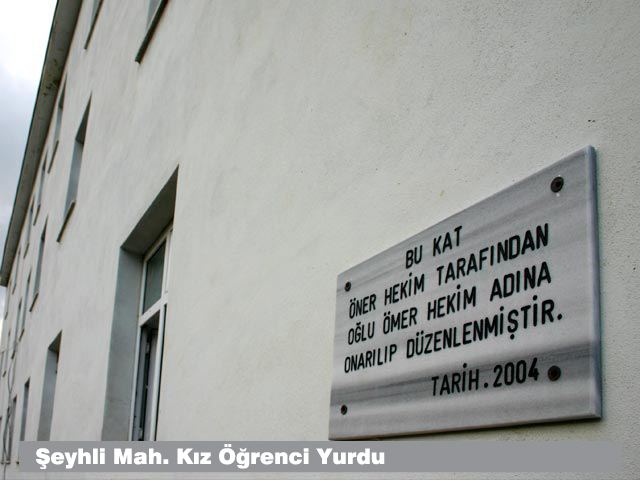 BU KAT
ÖNER HEKİM TARAFINDAN
OĞLU ÖMER HEKİM ADINA
ONARILIP DÜZENLENMİŞTİR.
TARİH.2004
Şeyhli Mah. Kız Öğrenci Yurdu